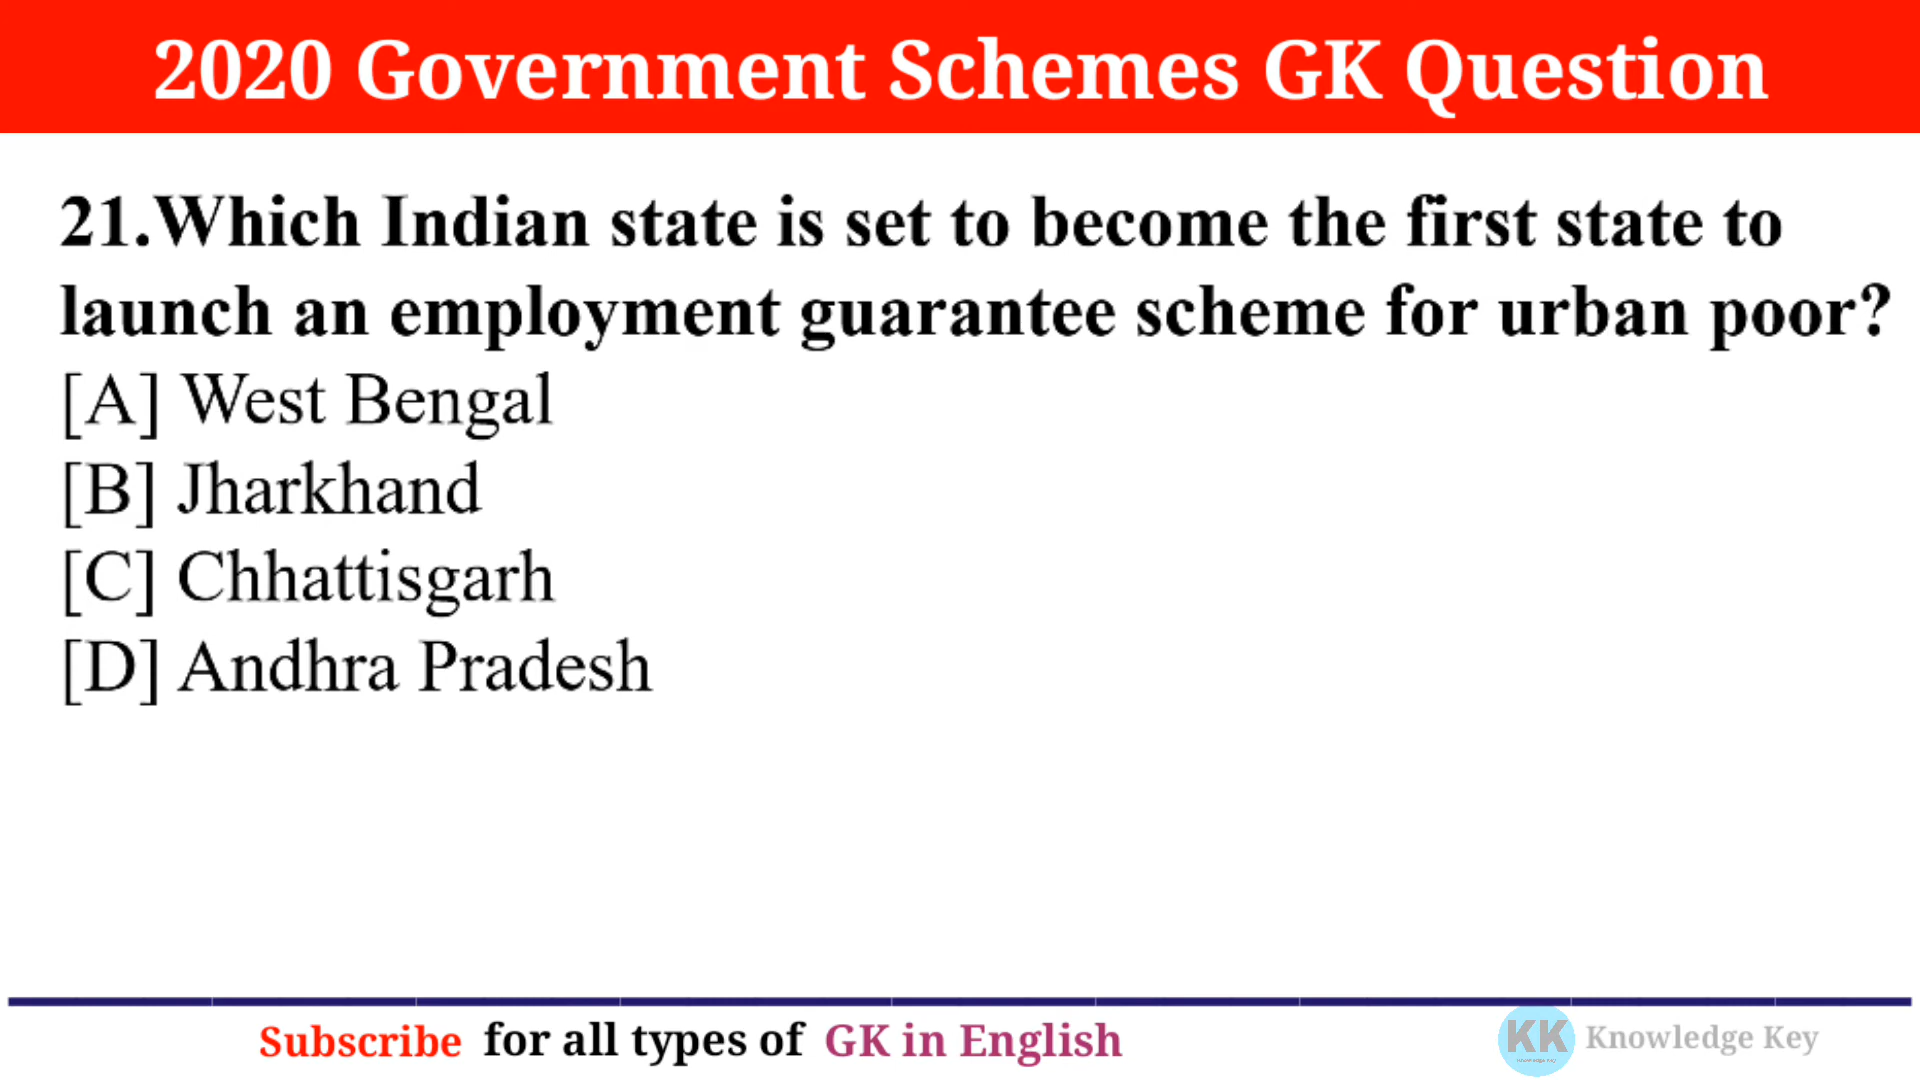 2020 Government Schemes GK Question
21.Which Indian state is set to become the first state to
launch an employment guarantee scheme for urban poor?
[A] West Bengal
[B] Jharkhand
[C] Chhattisgarh
[D] Andhra Pradesh
Subscribe for all types of GK in English
KK Knowledge Key
Knowledge Key